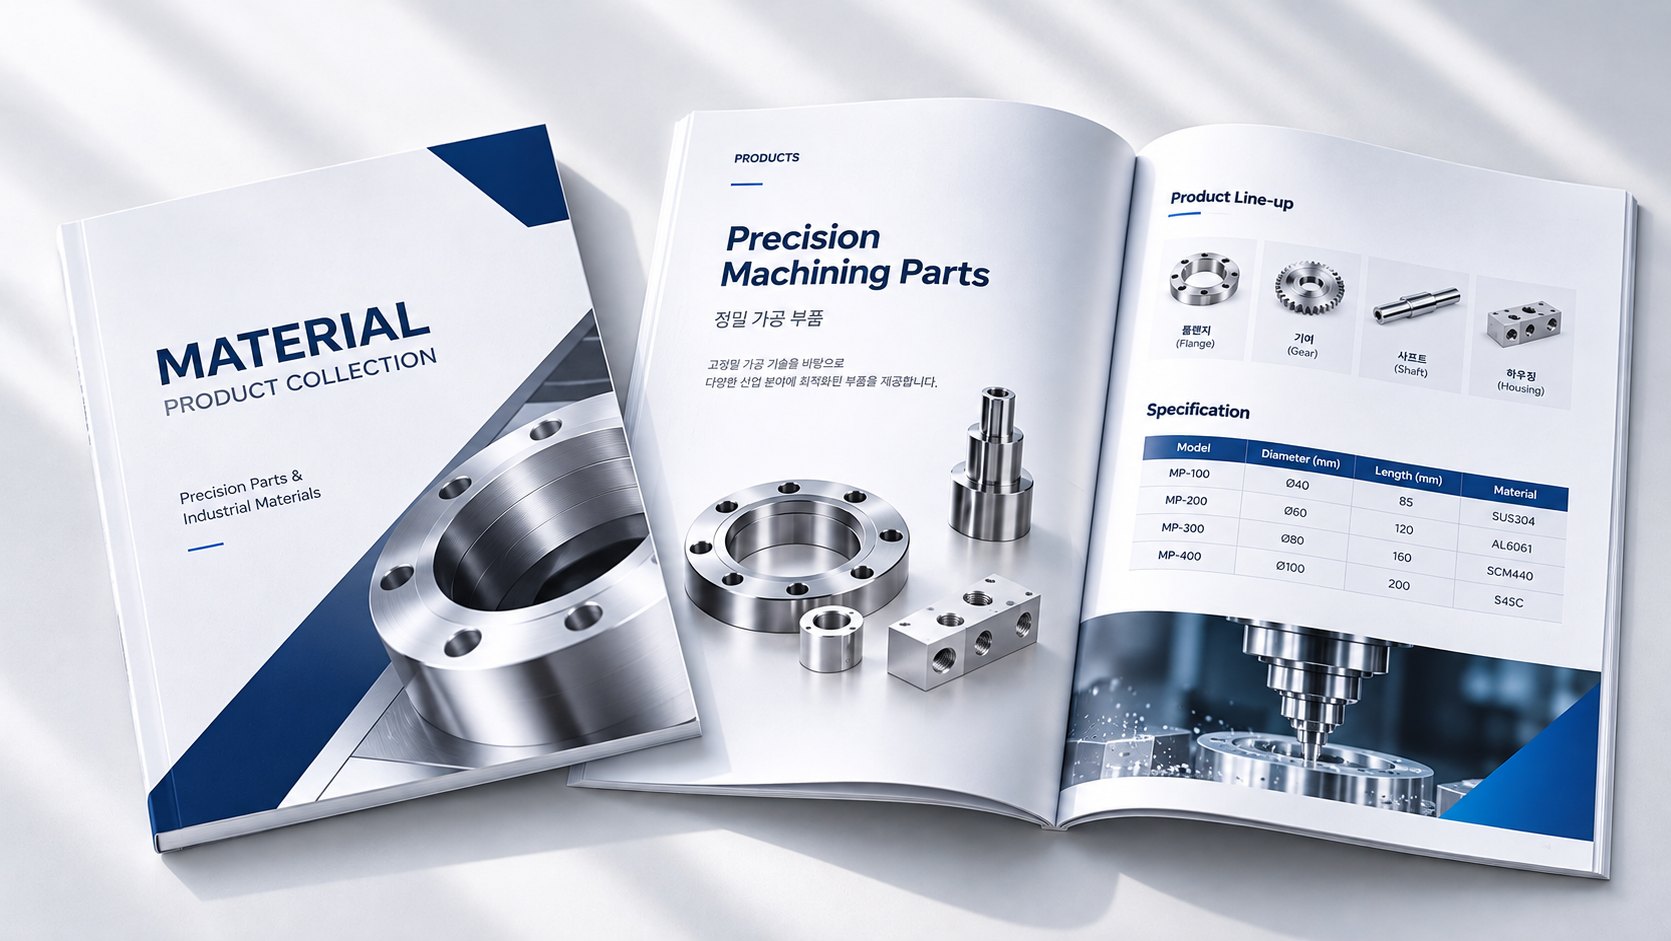 MATERIAL
PRODUCT COLLECTION
Precision Parts &
Industrial Materials
PRODUCTS
Precision
Machining Parts
정밀 가공 부품
고정밀 가공 기술을 바탕으로
다양한 산업 분야에 최적화된 부품을 제공합니다.
Product Line-up
플렌지
(Flange)
기여
(Gear)
샤프트
(Shaft)
하우징
(Housing)
Specification
Model Diameter (mm) Length (mm) Material
MP-100 Ø40 85 SUS304
MP-200 Ø60 120 AL6061
MP-300 Ø80 160 SCM440
MP-400 Ø100 200 S45C